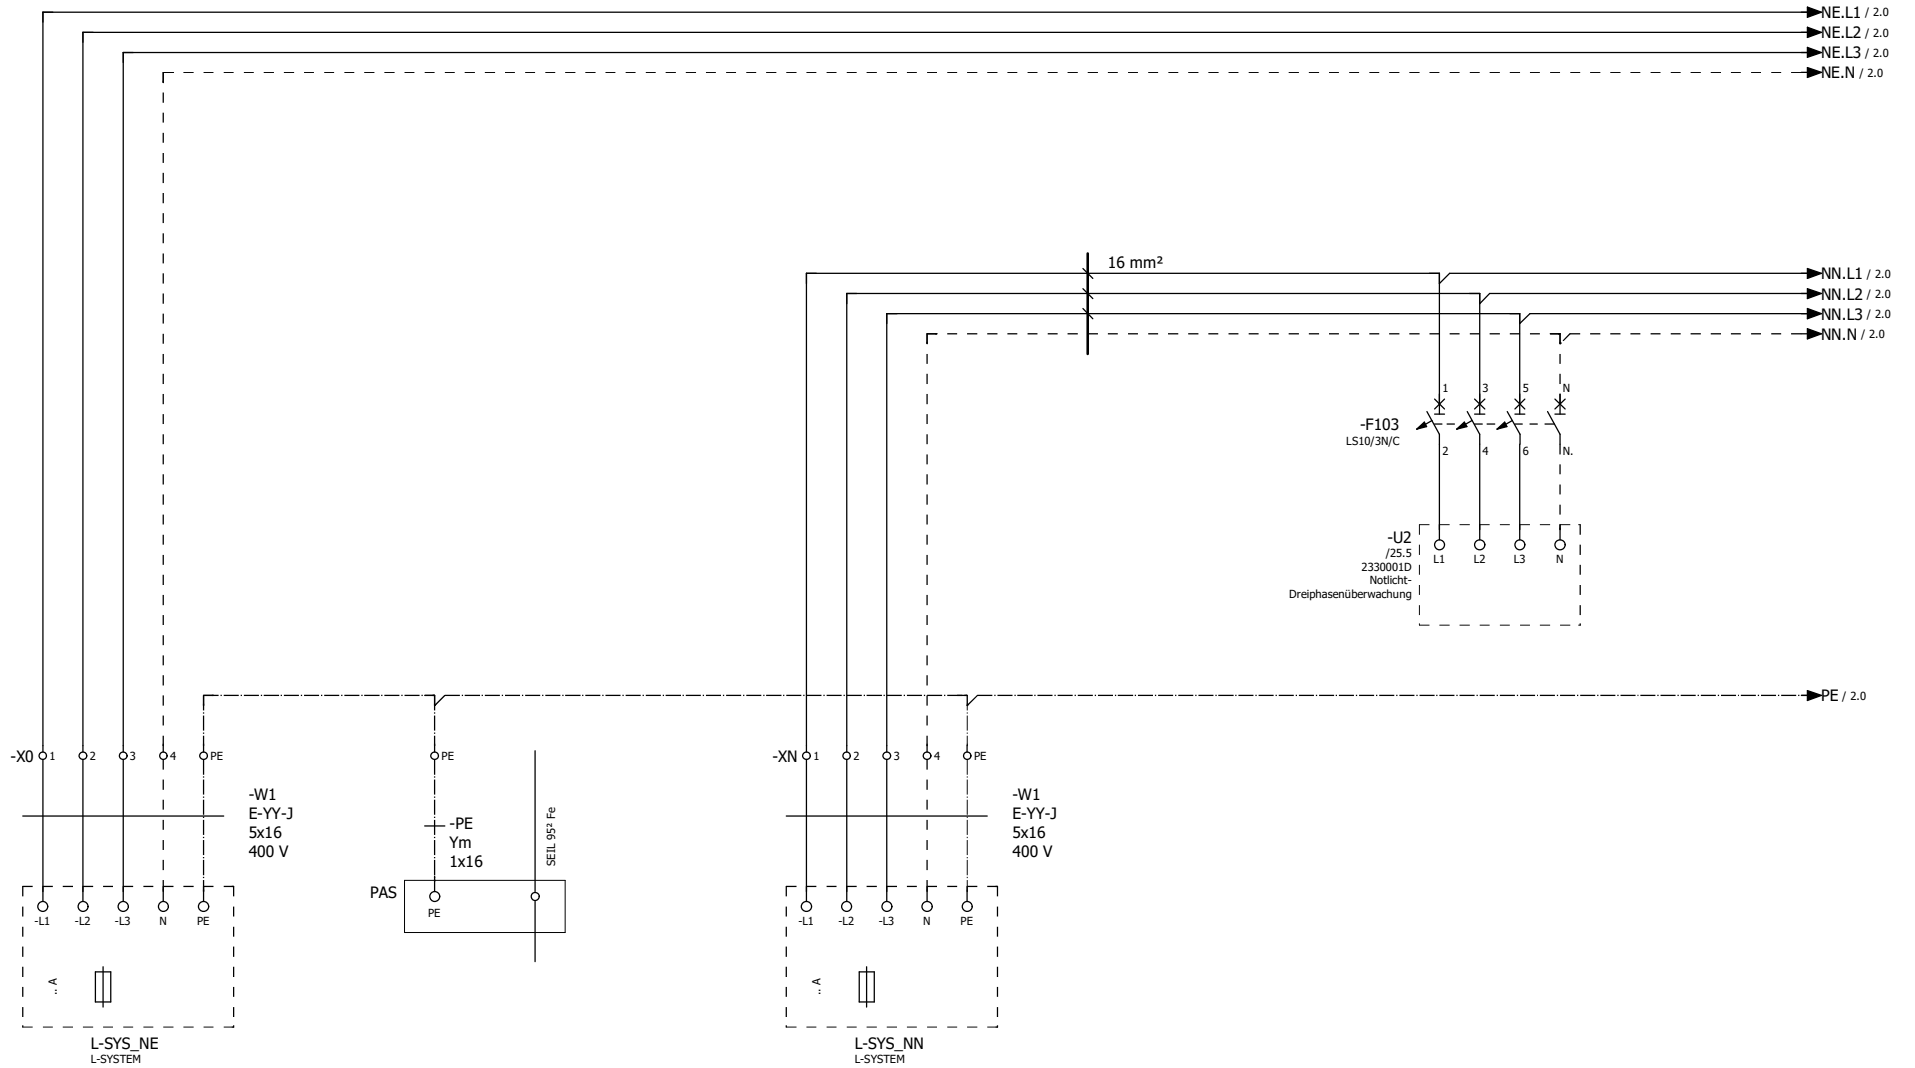 NE.L1 / 2.0
NE.L2 / 2.0
NE.L3 / 2.0
NE.N / 2.0
16 mm²
NN.L1 / 2.0
NN.L2 / 2.0
NN.L3 / 2.0
NN.N / 2.0
1 3 5 N
-F103
LS10/3N/C
2 4 6 N.
-U2
/25.5
2330001D
Notlicht-
Dreiphasenüberwachung
L1 L2 L3 N
PE / 2.0
-X0 1 2 3 4 PE
PE
-XN 1 2 3 4 PE
-W1
E-YY-J
5x16
400 V
-PE
Ym
1x16
SEIL 95² Fe
-W1
E-YY-J
5x16
400 V
PAS
-L1 -L2 -L3 N PE
PE
-L1 -L2 -L3 N PE
.. A
.. A
L-SYS_NE
L-SYSTEM
L-SYS_NN
L-SYSTEM